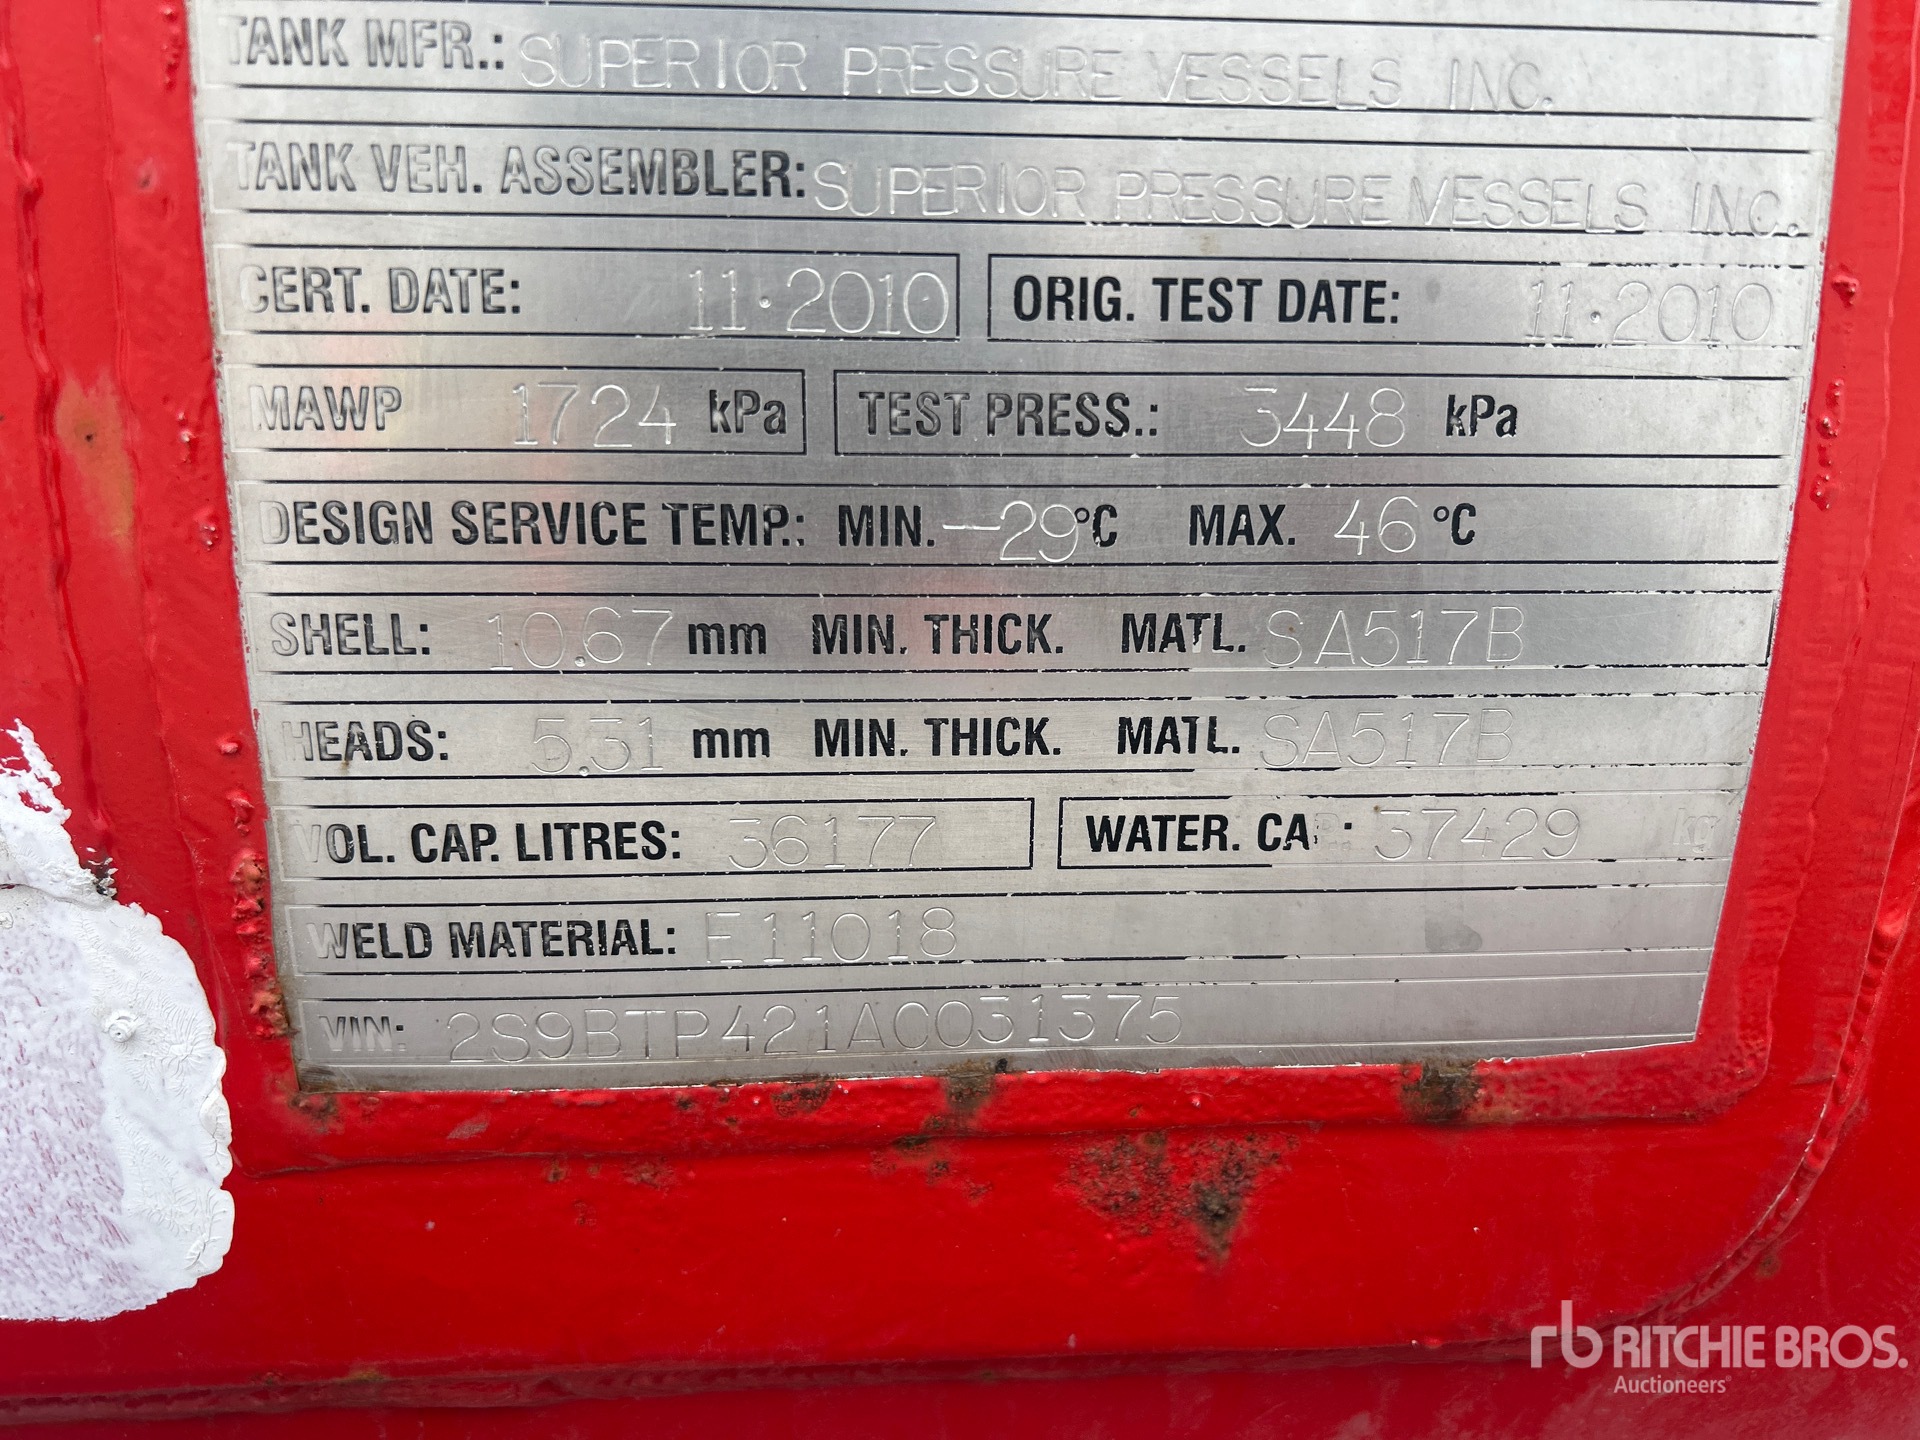 TANK MFR.: SUPERIOR PRESSURE VESSELS INC.
TANK VEH. ASSEMBLER: SUPERIOR PRESSURE VESSELS INC.
CERT. DATE: 11·2010 ORIG. TEST DATE: 11·2010
MAWP 1724 kPa TEST PRESS.: 3448 kPa
DESIGN SERVICE TEMP.: MIN. -29°C MAX. 46 °C
SHELL: 10.67 mm MIN. THICK. MATL. SA517B
HEADS: 5.31 mm MIN. THICK. MATL. SA517B
VOL. CAP. LITRES: 36177 WATER. CAP.: 37429 kg
WELD MATERIAL: E11018
VIN: 2S9BTP421AC031375
rb RITCHIE BROS.
Auctioneers